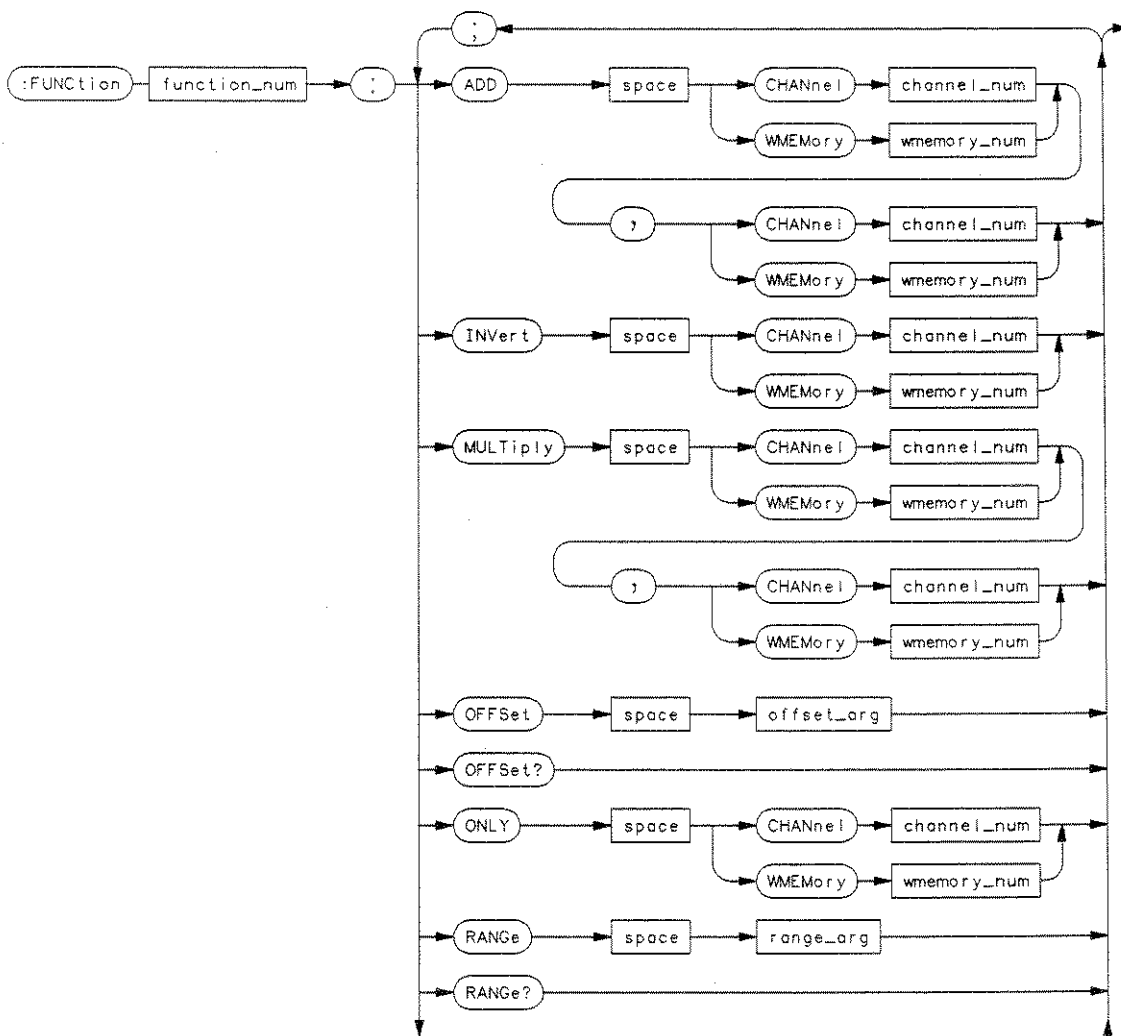 ;
:FUNCtion function_num : ADD space CHANnel channel_num
WMEMory wmemory_num
, CHANnel channel_num
WMEMory wmemory_num
INVert space CHANnel channel_num
WMEMory wmemory_num
MULTiply space CHANnel channel_num
WMEMory wmemory_num
, CHANnel channel_num
WMEMory wmemory_num
OFFSet space offset_arg
OFFSet?
ONLY space CHANnel channel_num
WMEMory wmemory_num
RANGe space range_arg
RANGe?